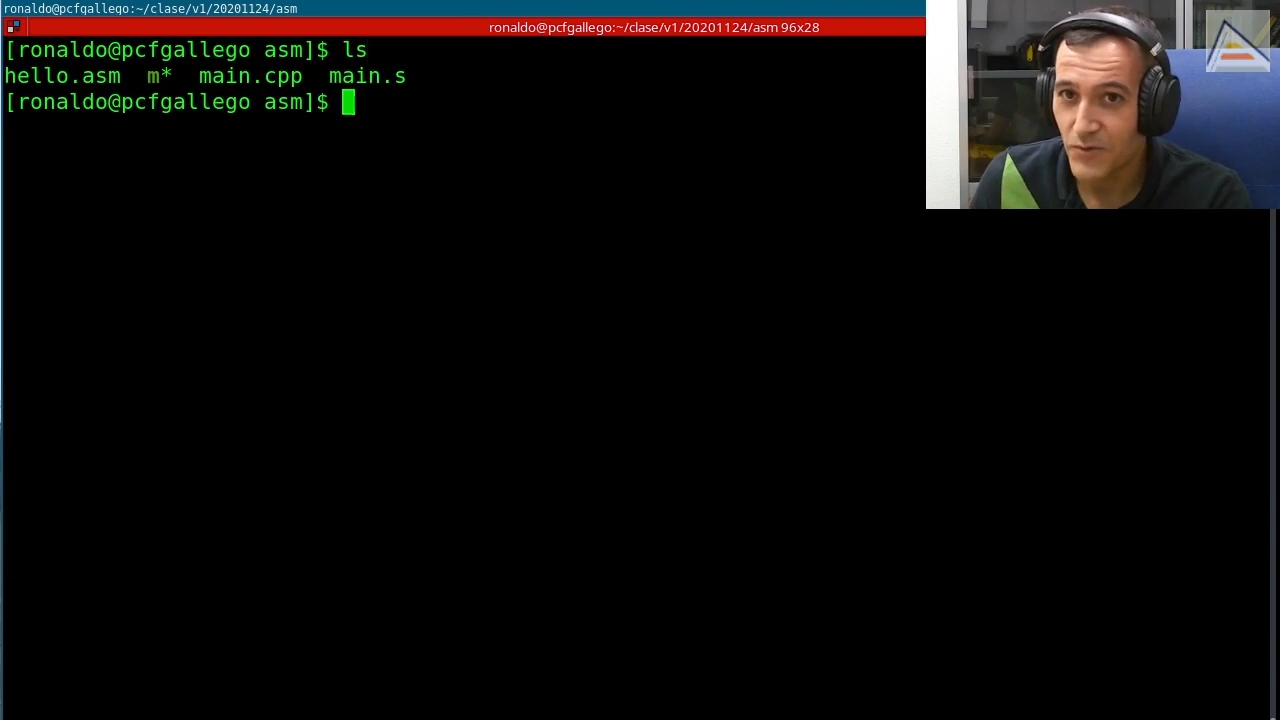 ronaldo@pcfgallego:~/clase/v1/20201124/asm
ronaldo@pcfgallego:~/clase/v1/20201124/asm 96x28
[ronaldo@pcfgallego asm]$ ls
hello.asm  m*  main.cpp  main.s
[ronaldo@pcfgallego asm]$